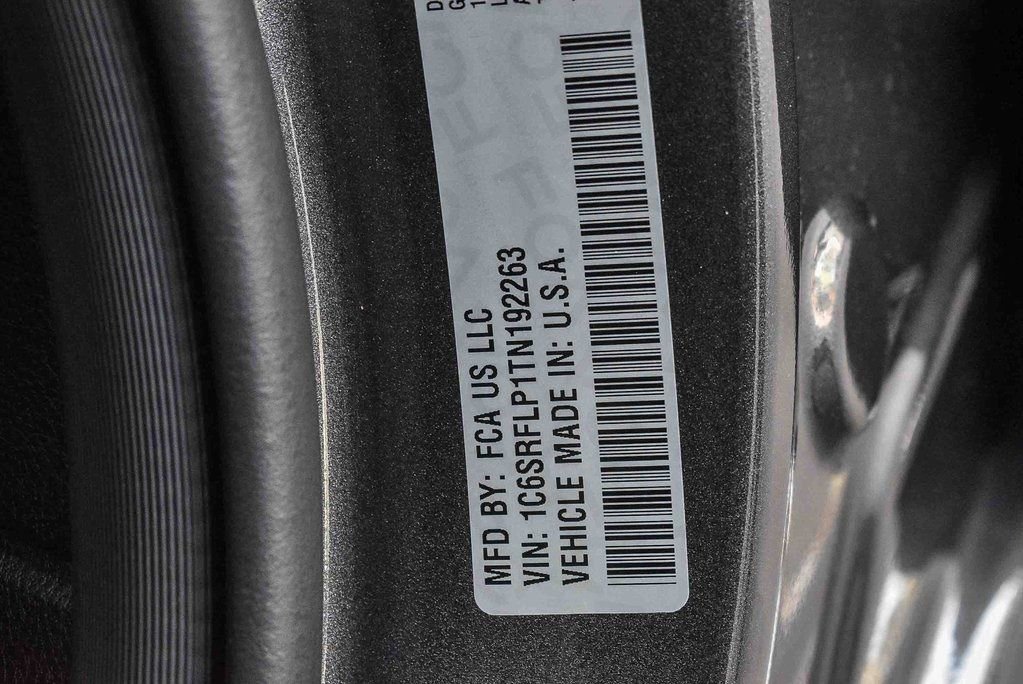 MFD BY: FCA US LLC
VIN: 1C6SRFLP1TN192263
VEHICLE MADE IN: U.S.A.